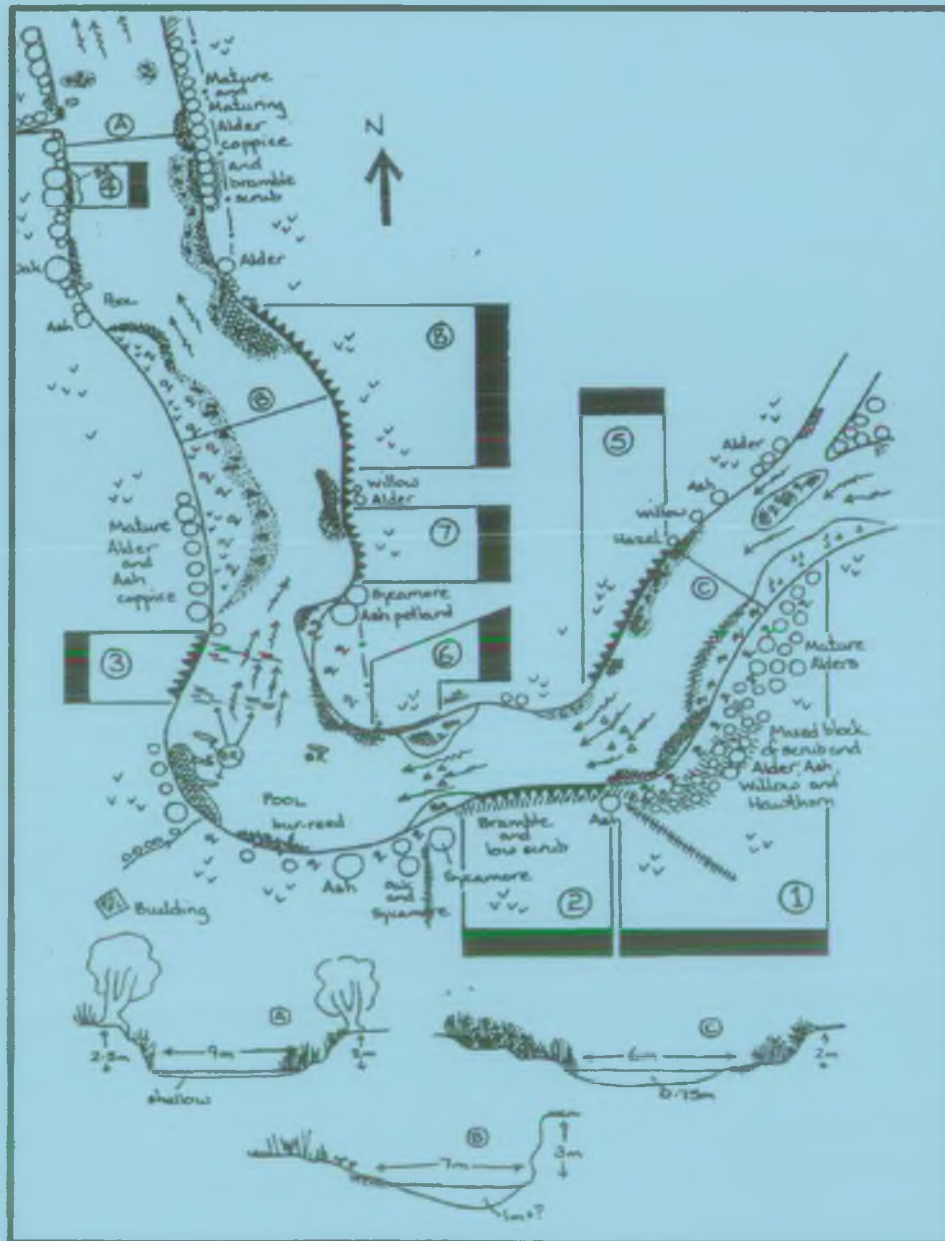 Mature
and
Maturing
Alder
coppice
and
bramble
scrub
N
A
4
Alder
Oak
Pool
Ash
8
B
5
Alder
Ash
Willow
Hazel
willow
Alder
7
C
Mature
Alder
and
Ash
coppice
Sycamore
Ash pollard
3
6
Mature
Alders
Mixed block
of scrub and
Alder, Ash,
Willow and
Hawthorn
SR
SR
POOL
bur-reed
Bramble
and
low scrub
Ash
Sycamore
Ash
oak
and
Sycamore
2
1
Building
A
2·5m
9m
shallow
C
6m
2m
0·75m
B
7m
3m
1m+?